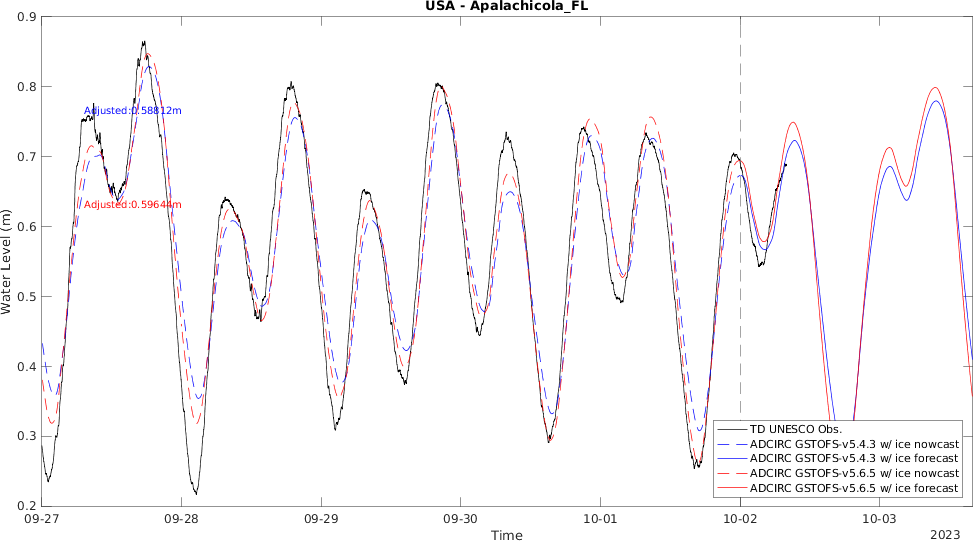 USA - Apalachicola_FL
0.9
0.8
0.7
0.6
0.5
0.4
0.3
0.2
Water Level (m)
Adjusted:0.58812m
Adjusted:0.59644m
TD UNESCO Obs.
ADCIRC GSTOFS-v5.4.3 w/ ice nowcast
ADCIRC GSTOFS-v5.4.3 w/ ice forecast
ADCIRC GSTOFS-v5.6.5 w/ ice nowcast
ADCIRC GSTOFS-v5.6.5 w/ ice forecast
09-27 09-28 09-29 09-30 10-01 10-02 10-03
Time
2023